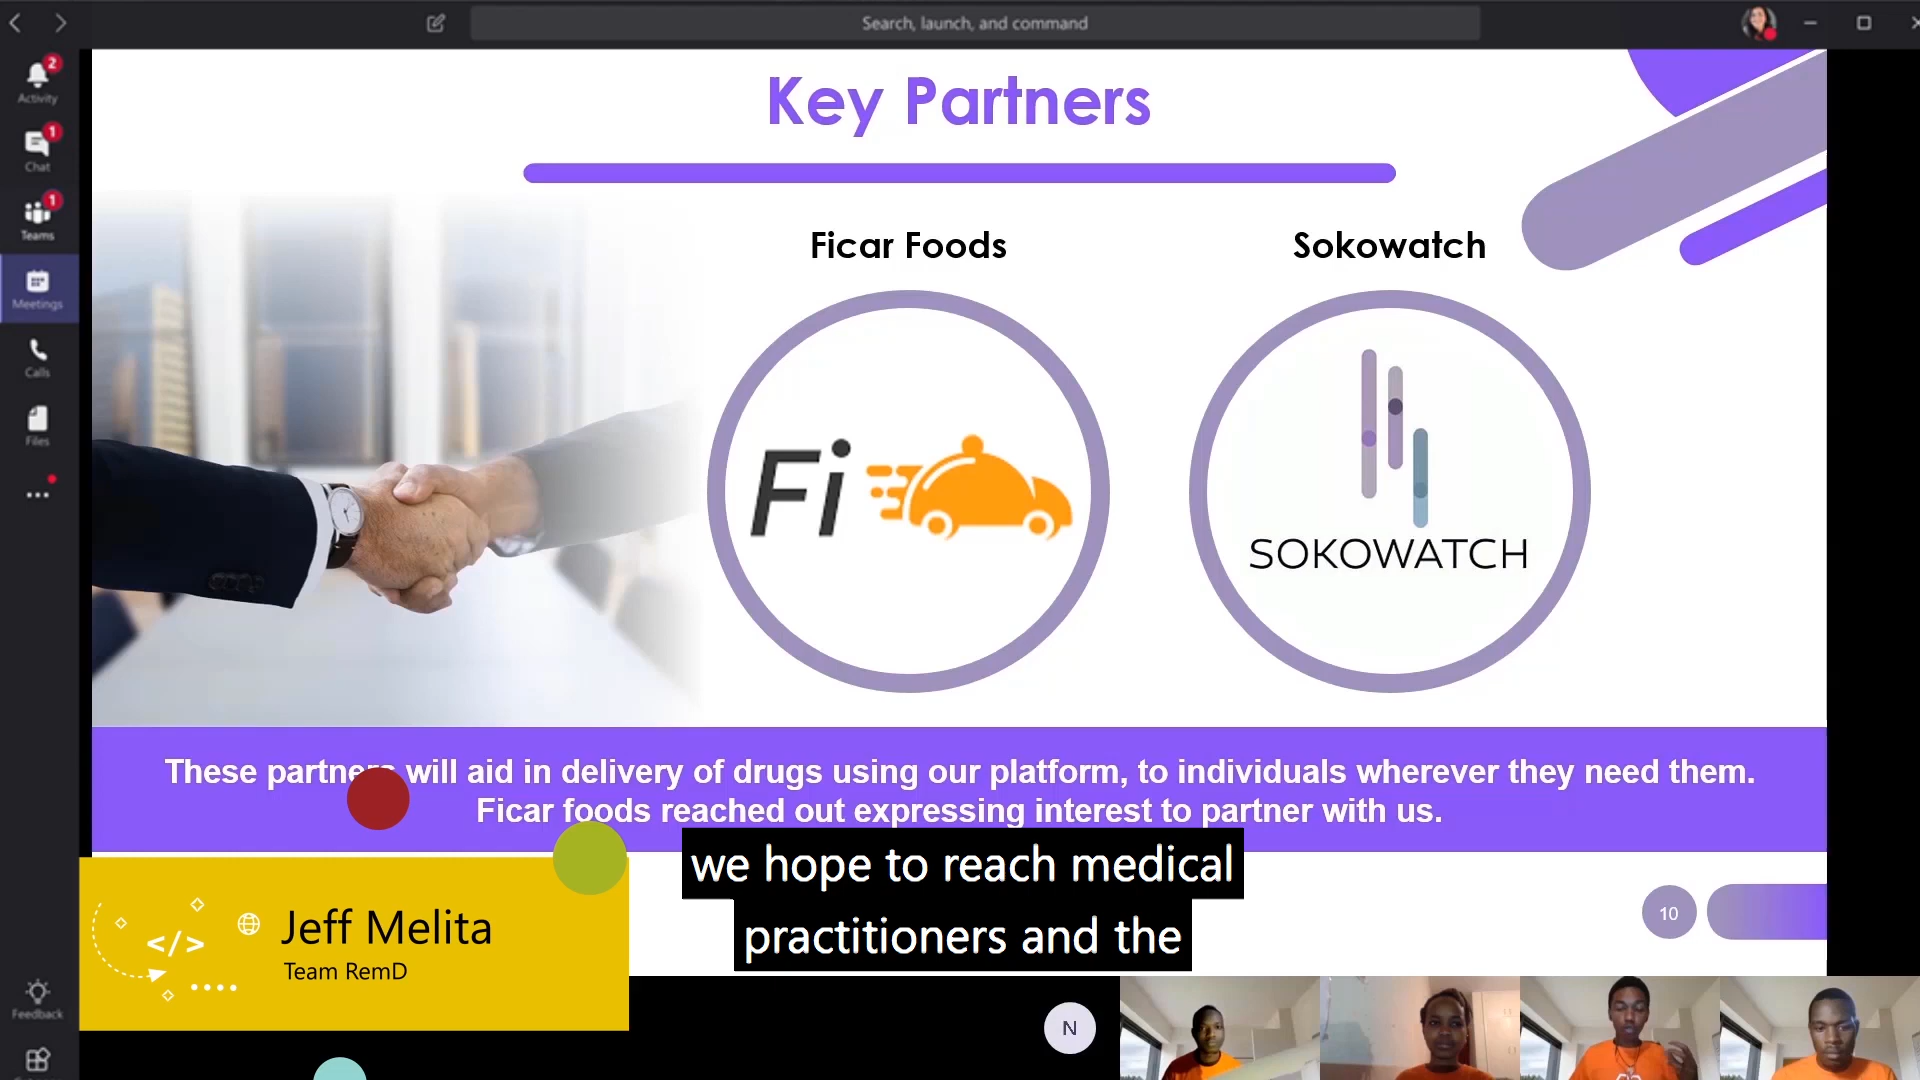 Search, launch, and command
2
Activity
1
Chat
1
Teams
Meetings
Calls
Files
Feedback
Key Partners
Ficar Foods
Sokowatch
Fi
SOKOWATCH
These partners will aid in delivery of drugs using our platform, to individuals wherever they need them.
Ficar foods reached out expressing interest to partner with us.
we hope to reach medical
practitioners and the
</>
Jeff Melita
Team RemD
10
N